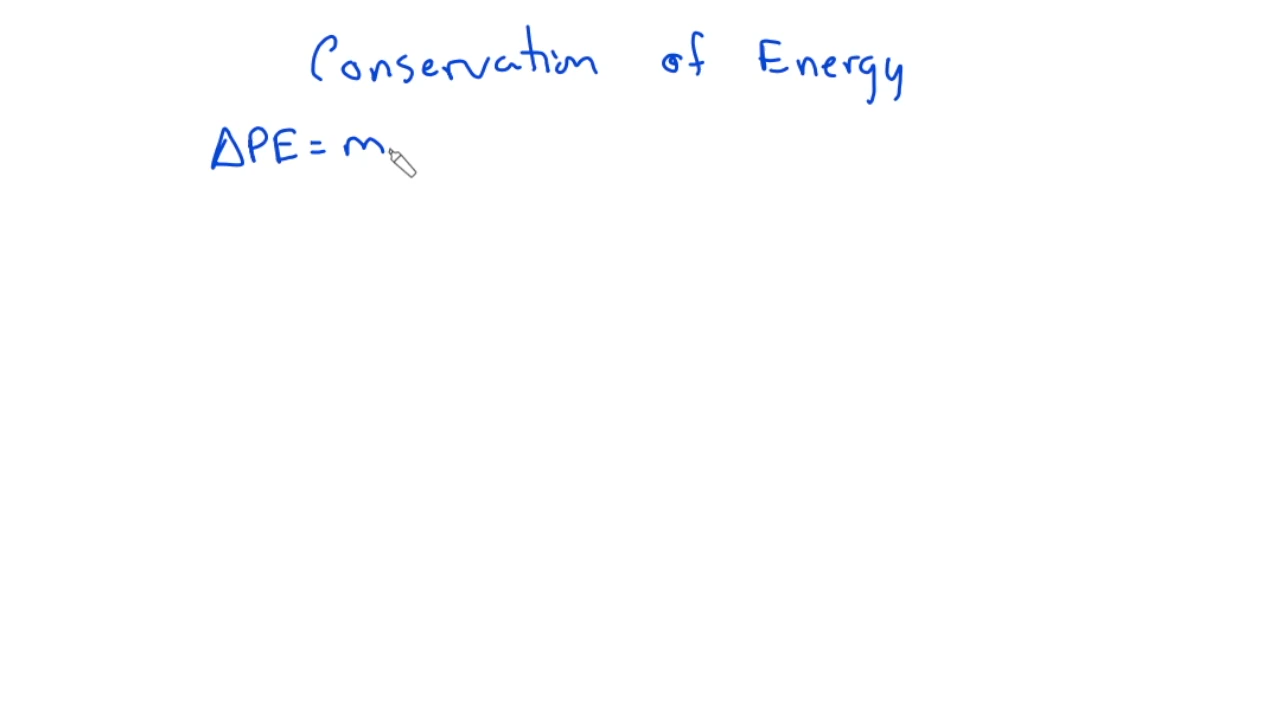 Conservation of Energy
ΔPE = m